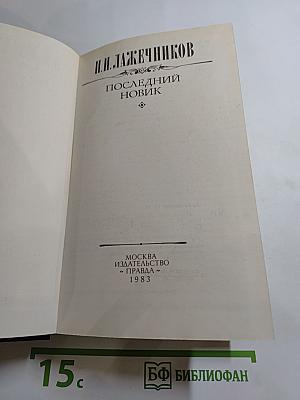 И.И.ЛАЖЕЧНИКОВ
ПОСЛЕДНИЙ
НОВИК
МОСКВА
ИЗДАТЕЛЬСТВО
«ПРАВДА»
1983
15с
БФ БИБЛИОФАН